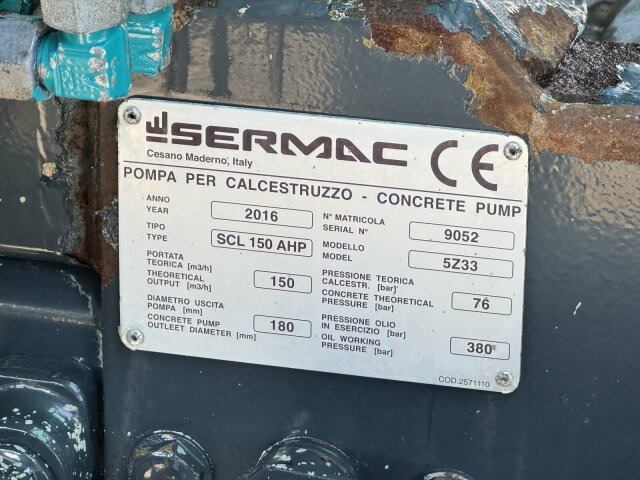 SERMAC CE
Cesano Maderno, Italy
POMPA PER CALCESTRUZZO - CONCRETE PUMP
ANNO
YEAR 2016
TIPO
TYPE SCL 150 AHP
PORTATA
TEORICA [m3/h]
THEORETICAL
OUTPUT [m3/h] 150
DIAMETRO USCITA
POMPA [mm]
CONCRETE PUMP
OUTLEET DIAMETER [mm] 180
N° MATRICOLA
SERIAL N° 9052
MODELLO
MODEL 5Z33
PRESSIONE TEORICA
CALCESTR. [bar]
CONCRETE THEORETICAL
PRESSURE [bar] 76
PRESSIONE OLIO
IN ESERCIZIO [bar]
OIL WORKING
PRESSURE [bar] 380
COD.2571110